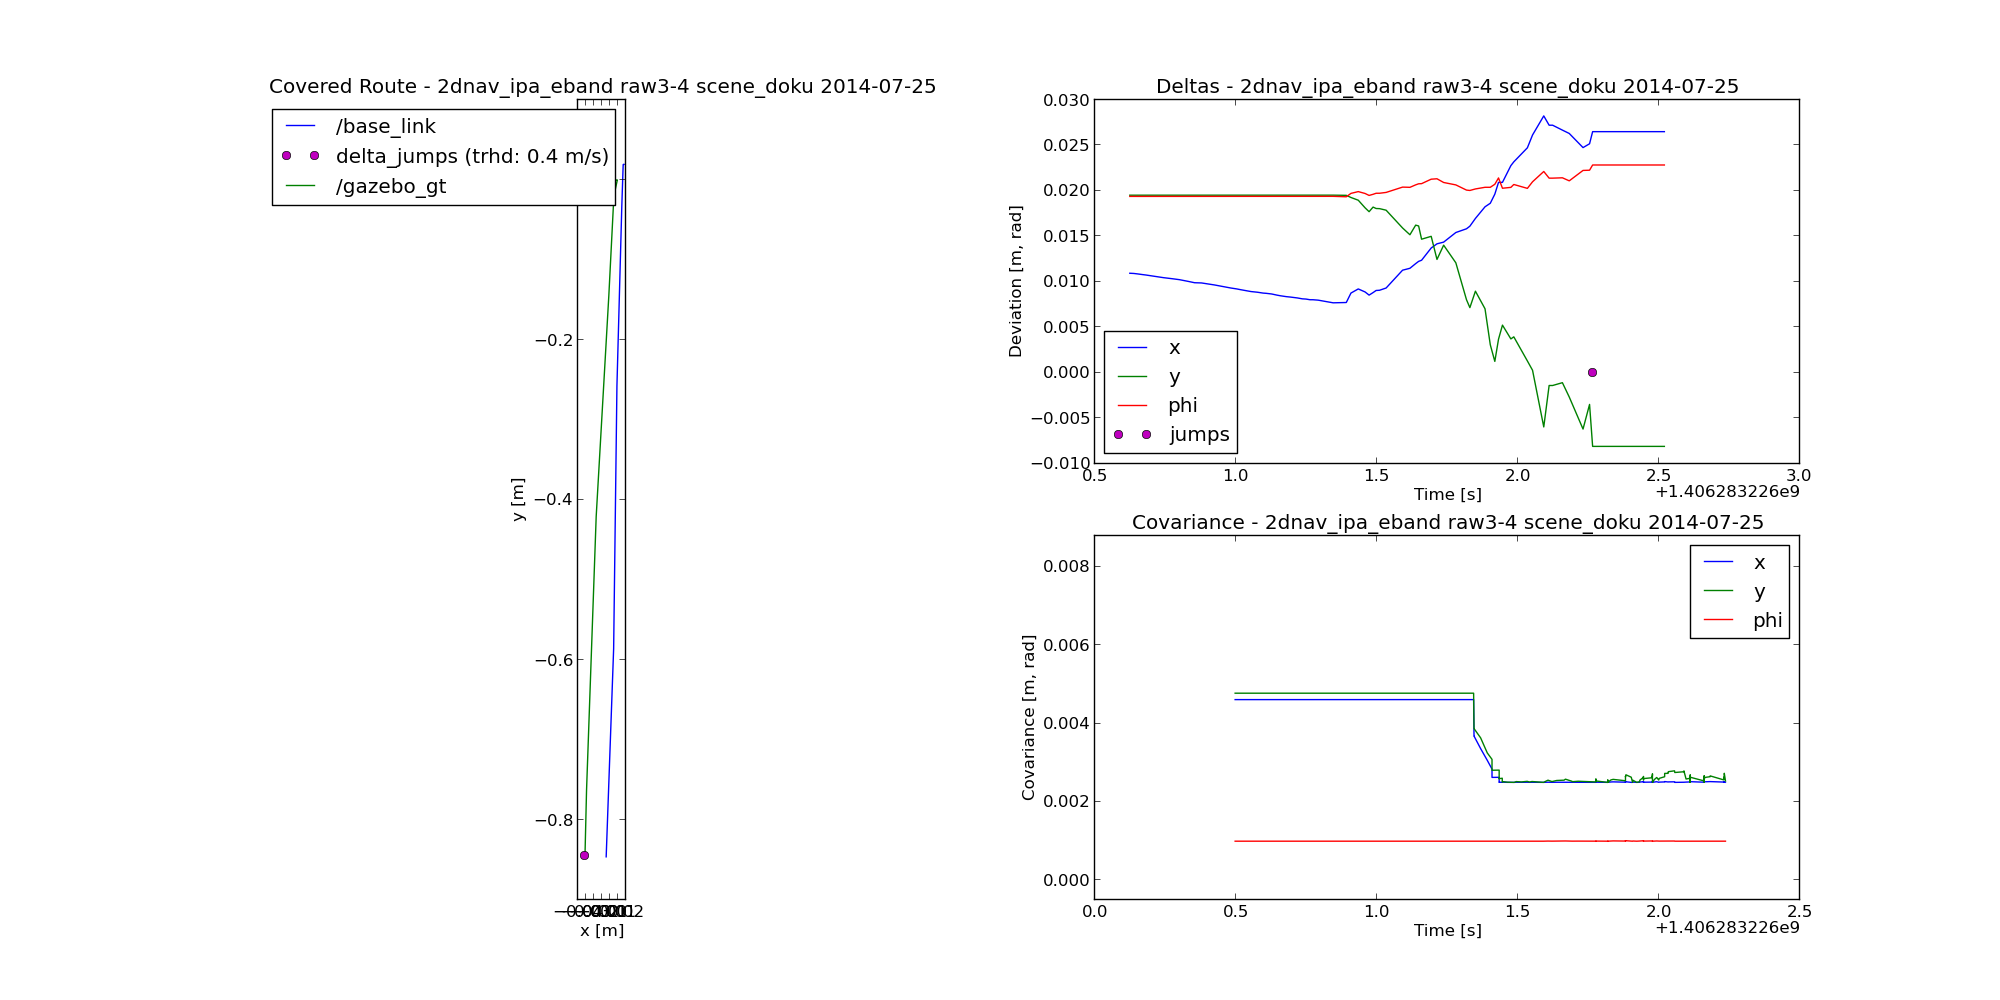 Covered Route - 2dnav_ipa_eband raw3-4 scene_doku 2014-07-25
/base_link
delta_jumps (trhd: 0.4 m/s)
/gazebo_gt
y [m]
−0.2
−0.4
−0.6
−0.8
x [m]
Deltas - 2dnav_ipa_eband raw3-4 scene_doku 2014-07-25
Deviation [m, rad]
0.030
0.025
0.020
0.015
0.010
0.005
0.000
−0.005
−0.010
x
y
phi
jumps
0.5 1.0 1.5 2.0 2.5 3.0
Time [s]
+1.406283226e9
Covariance - 2dnav_ipa_eband raw3-4 scene_doku 2014-07-25
Covariance [m, rad]
0.008
0.006
0.004
0.002
0.000
x
y
phi
0.0 0.5 1.0 1.5 2.0 2.5
Time [s]
+1.406283226e9